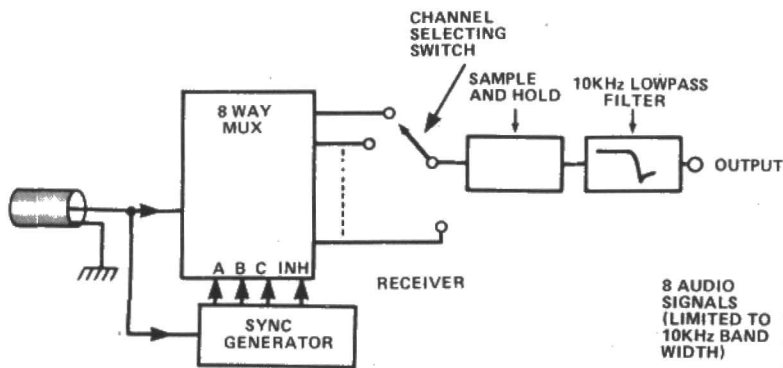 CHANNEL
SELECTING
SWITCH
SAMPLE
AND HOLD
10KHz LOWPASS
FILTER
8 WAY
MUX
OUTPUT
A B C INH
RECEIVER
SYNC
GENERATOR
8 AUDIO
SIGNALS
(LIMITED TO
10KHz BAND
WIDTH)